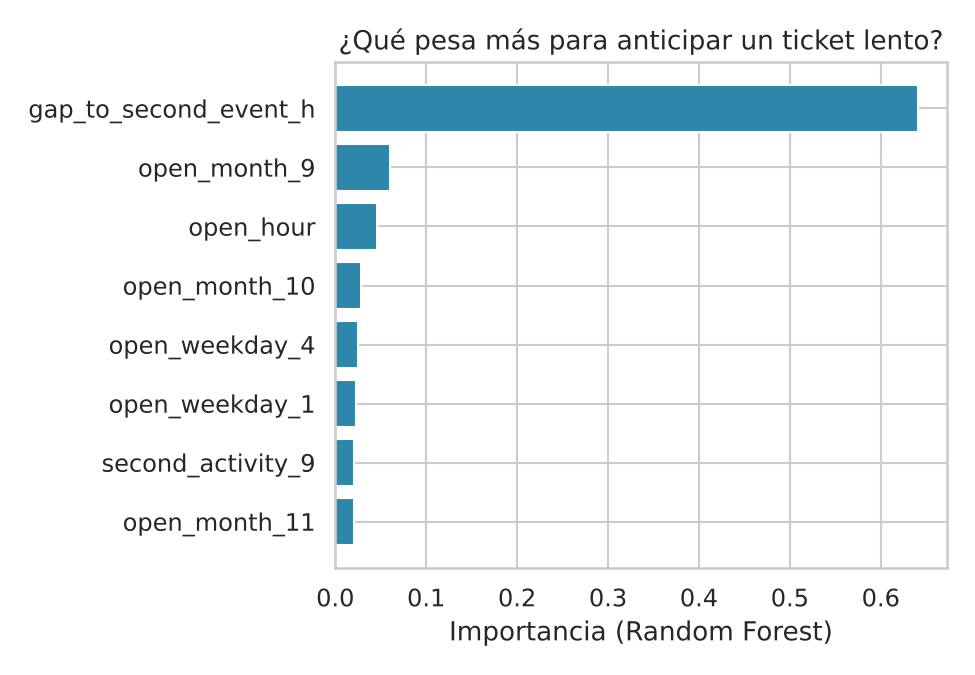 ¿Qué pesa más para anticipar un ticket lento?
gap_to_second_event_h
open_month_9
open_hour
open_month_10
open_weekday_4
open_weekday_1
second_activity_9
open_month_11
0.0 0.1 0.2 0.3 0.4 0.5 0.6
Importancia (Random Forest)